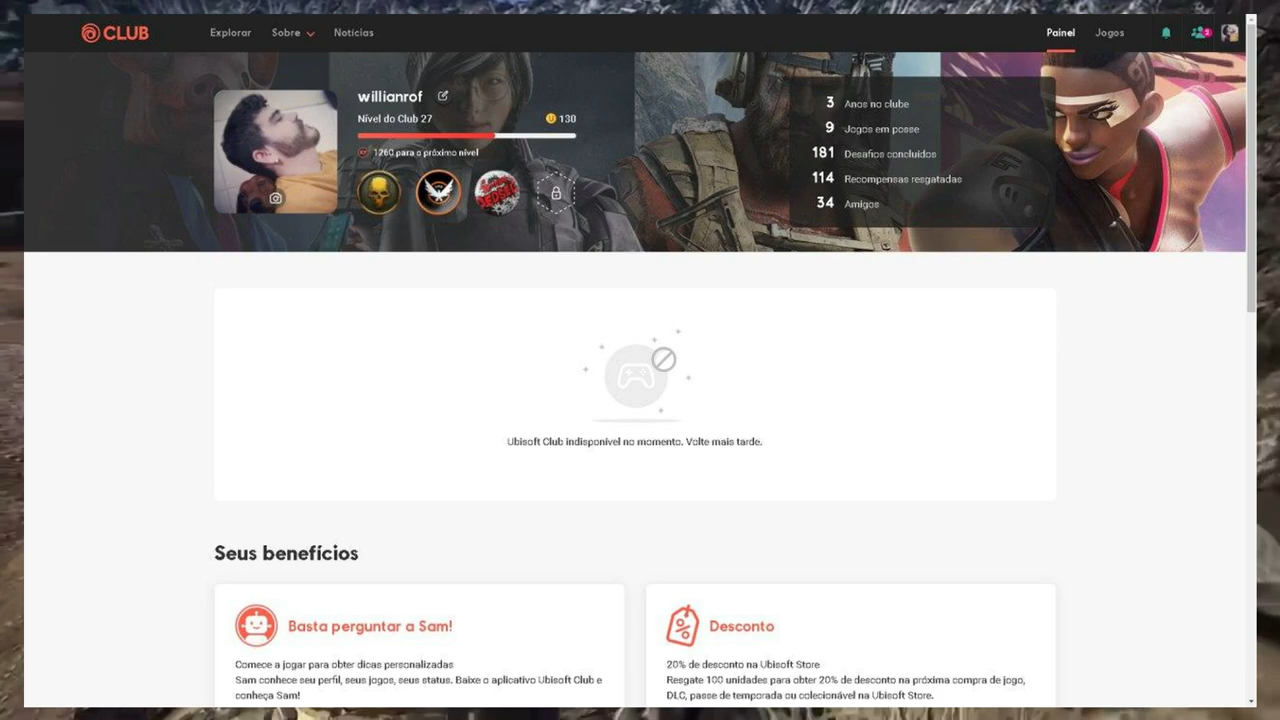 CLUB
Explorar
Sobre
Notícias
Painel
Jogos
2
willianrof
Nível do Club 27
130
XP
1260 para o próximo nível
DEDSEC
3 Anos no clube
9 Jogos em posse
181 Desafios concluídos
114 Recompensas resgatadas
34 Amigos
Ubisoft Club indisponível no momento. Volte mais tarde.
Seus benefícios
Basta perguntar a Sam!
Comece a jogar para obter dicas personalizadas
Sam conhece seu perfil, seus jogos, seus status. Baixe o aplicativo Ubisoft Club e
conheça Sam!
Desconto
20% de desconto na Ubisoft Store
Resgate 100 unidades para obter 20% de desconto na próxima compra de jogo,
DLC, passe de temporada ou colecionável na Ubisoft Store.